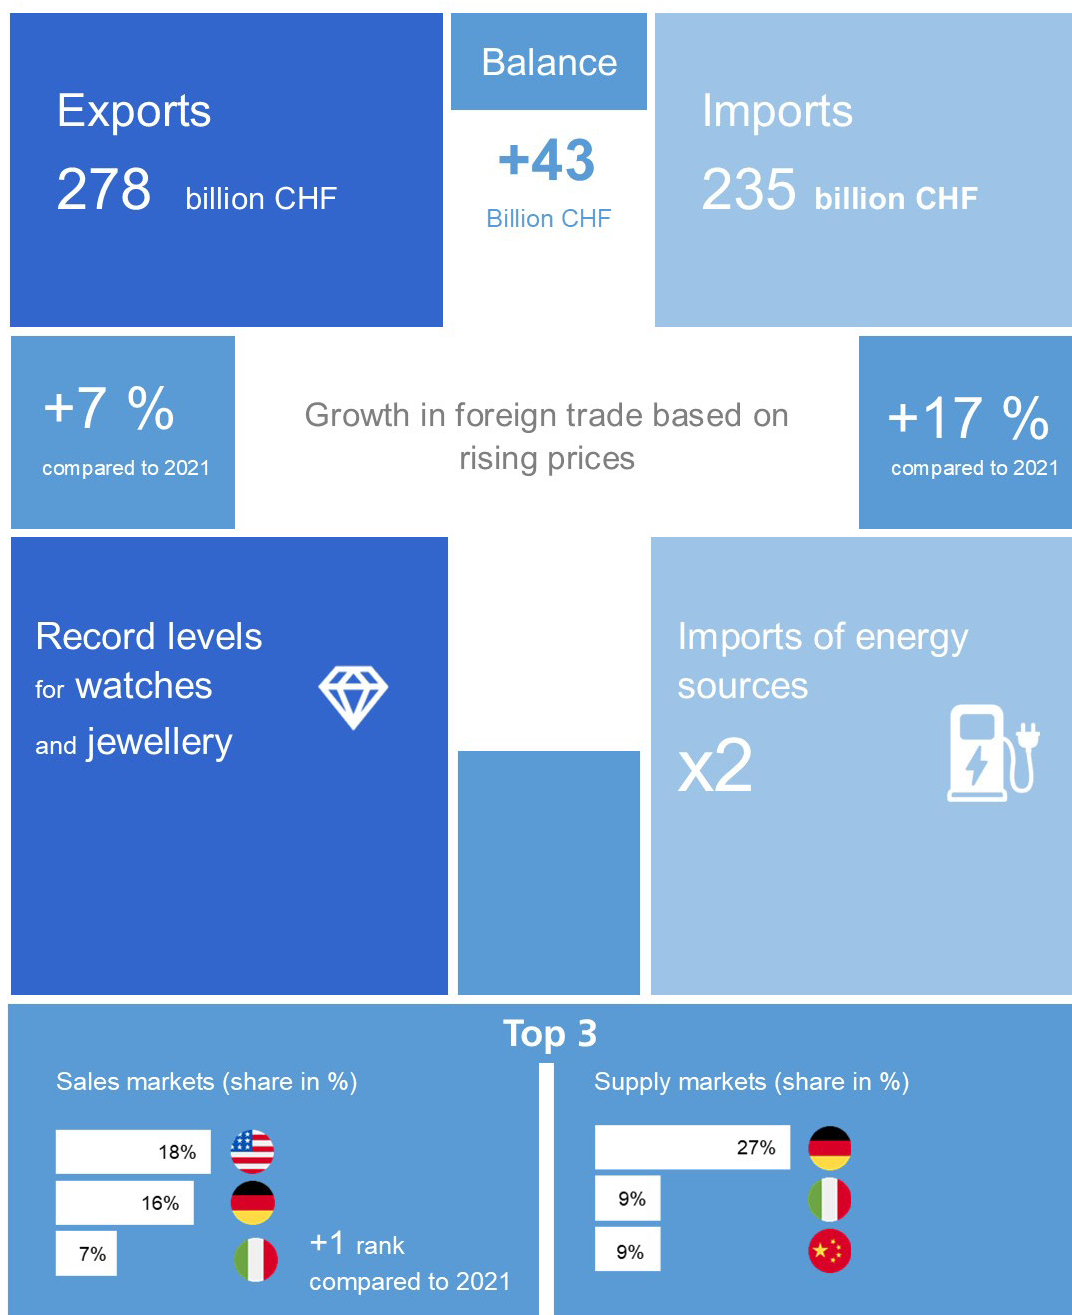 Exports
278 billion CHF
Balance
+43
Billion CHF
Imports
235 billion CHF
+7 %
compared to 2021
Growth in foreign trade based on
rising prices
+17 %
compared to 2021
Record levels
for watches
and jewellery
Imports of energy
sources
x2
Top 3
Sales markets (share in %)
18%
16%
7%
+1 rank
compared to 2021
Supply markets (share in %)
27%
9%
9%